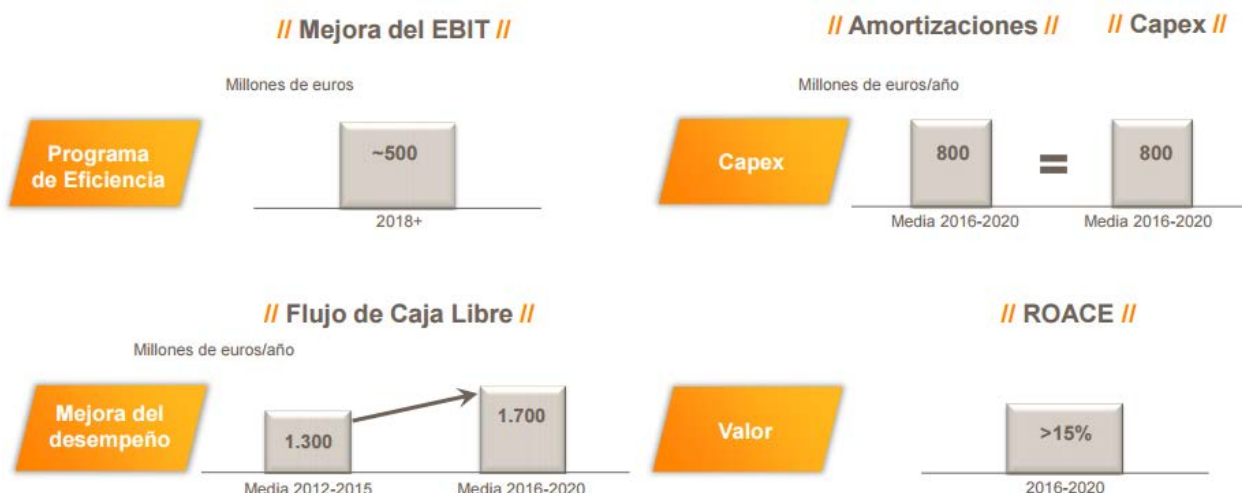 // Mejora del EBIT //
Millones de euros
Programa
de Eficiencia
~500
2018+
// Amortizaciones // // Capex //
Millones de euros/año
Capex
800
=
800
Media 2016-2020
Media 2016-2020
// Flujo de Caja Libre //
Millones de euros/año
Mejora del
desempeño
1.300
1.700
Media 2012-2015
Media 2016-2020
// ROACE //
Valor
>15%
2016-2020